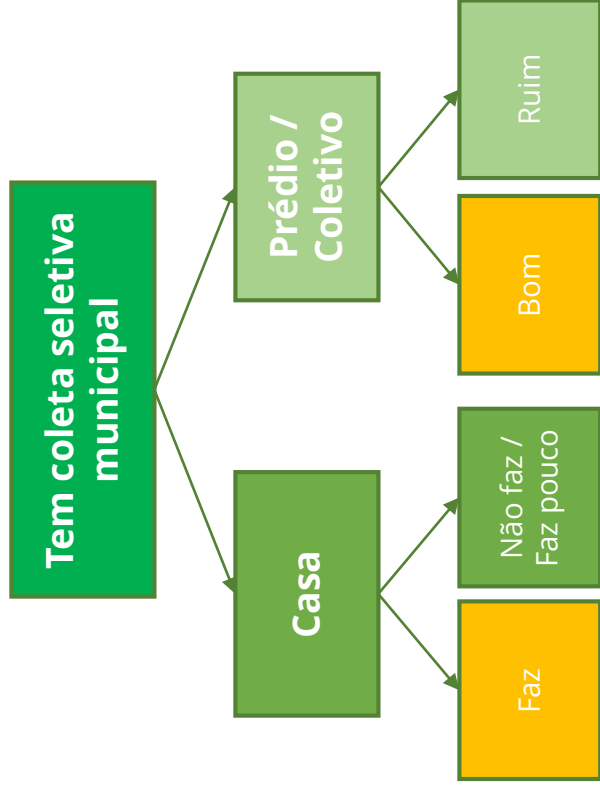 Tem coleta seletiva
municipal
Casa
Prédio /
Coletivo
Faz
Não faz /
Faz pouco
Bom
Ruim